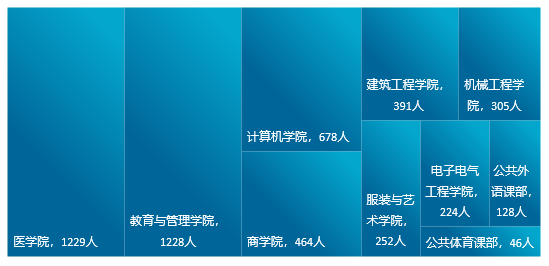 医学院，1229人
教育与管理学院，
1228人
计算机学院，678人
商学院，464人
建筑工程学院，
391人
机械工程学
院，305人
服装与艺
术学院，
252人
电子电气
工程学院，
224人
公共外
语课部，
128人
公共体育课部，46人